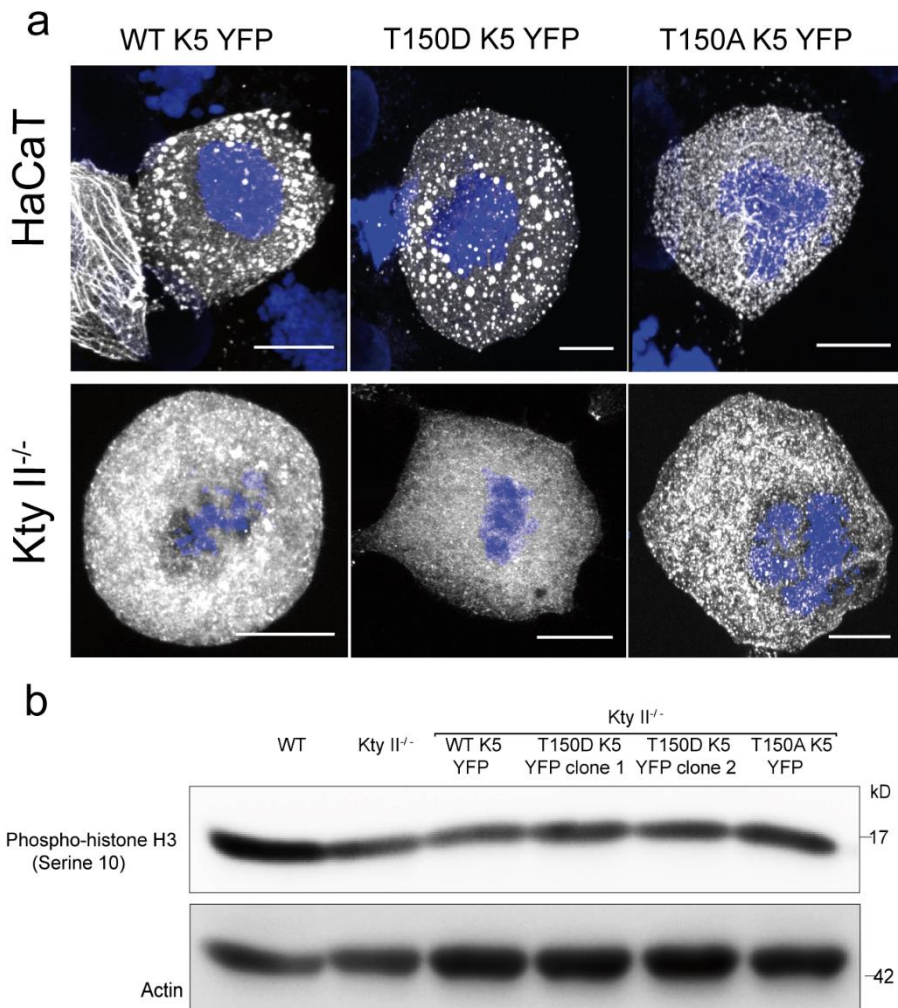 a
WT K5 YFP
T150D K5 YFP
T150A K5 YFP
HaCaT
Kty II-/-
b
Kty II-/-
WT
Kty II-/-
WT K5
YFP
T150D K5
YFP clone 1
T150D K5
YFP clone 2
T150A K5
YFP
kD
Phospho-histone H3
(Serine 10)
17
Actin
42